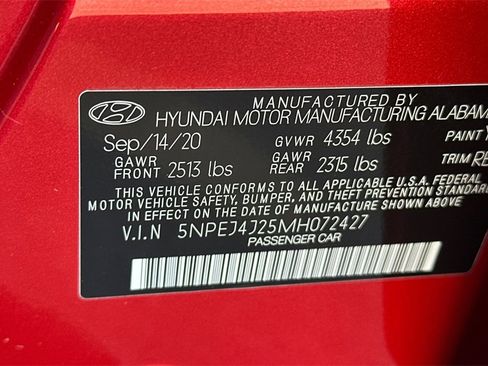 MANUFACTURED BY
HYUNDAI MOTOR MANUFACTURING ALABAMA
Sep/14/20 GVWR 4354 lbs PAINT
GAWR FRONT 2513 lbs GAWR REAR 2315 lbs TRIM RE
THIS VEHICLE CONFORMS TO ALL APPLICABLE U.S.A FEDERAL
MOTOR VEHICLE SAFETY, BUMPER, AND THEFT PREVENTION STANDARDS
IN EFFECT ON THE DATE OF MANUFACTURE SHOWN ABOVE
V.I.N 5NPEJ4J25MH072427
PASSENGER CAR